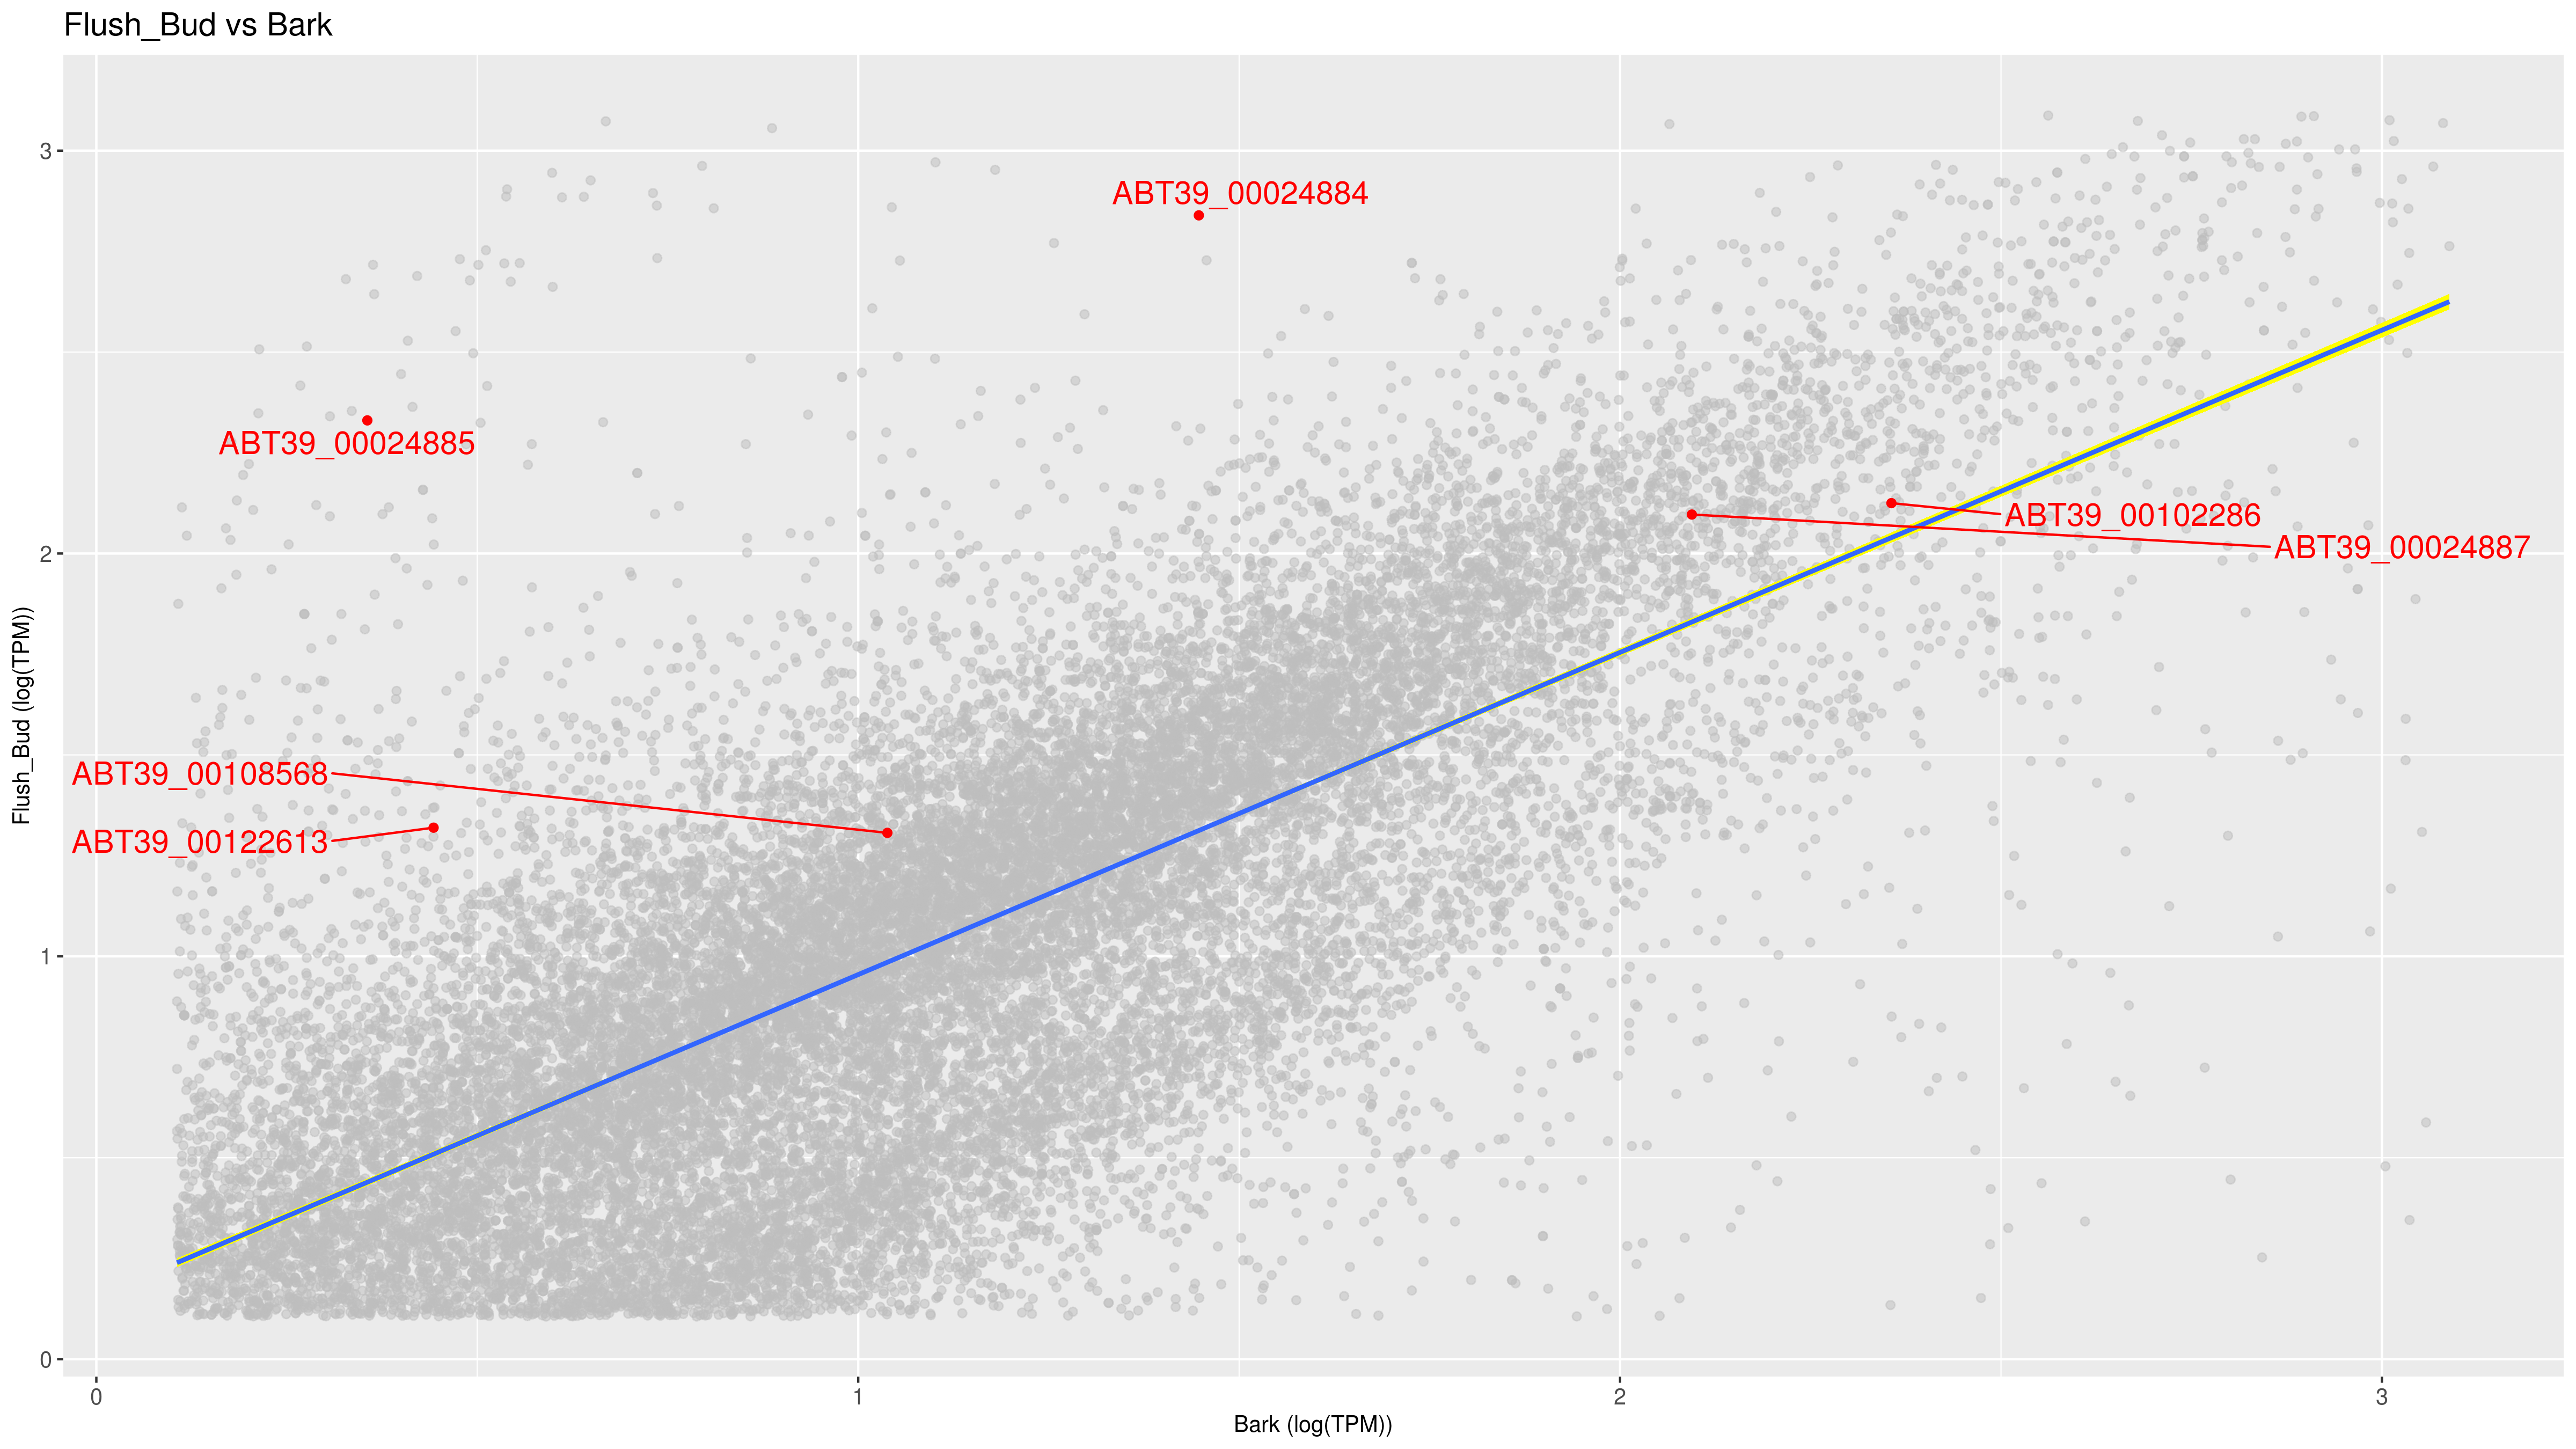 Flush_Bud vs Bark
3
ABT39_00024884
ABT39_00024885
ABT39_00102286
2
ABT39_00024887
Flush_Bud (log(TPM))
ABT39_00108568
ABT39_00122613
1
0
0
1
2
3
Bark (log(TPM))